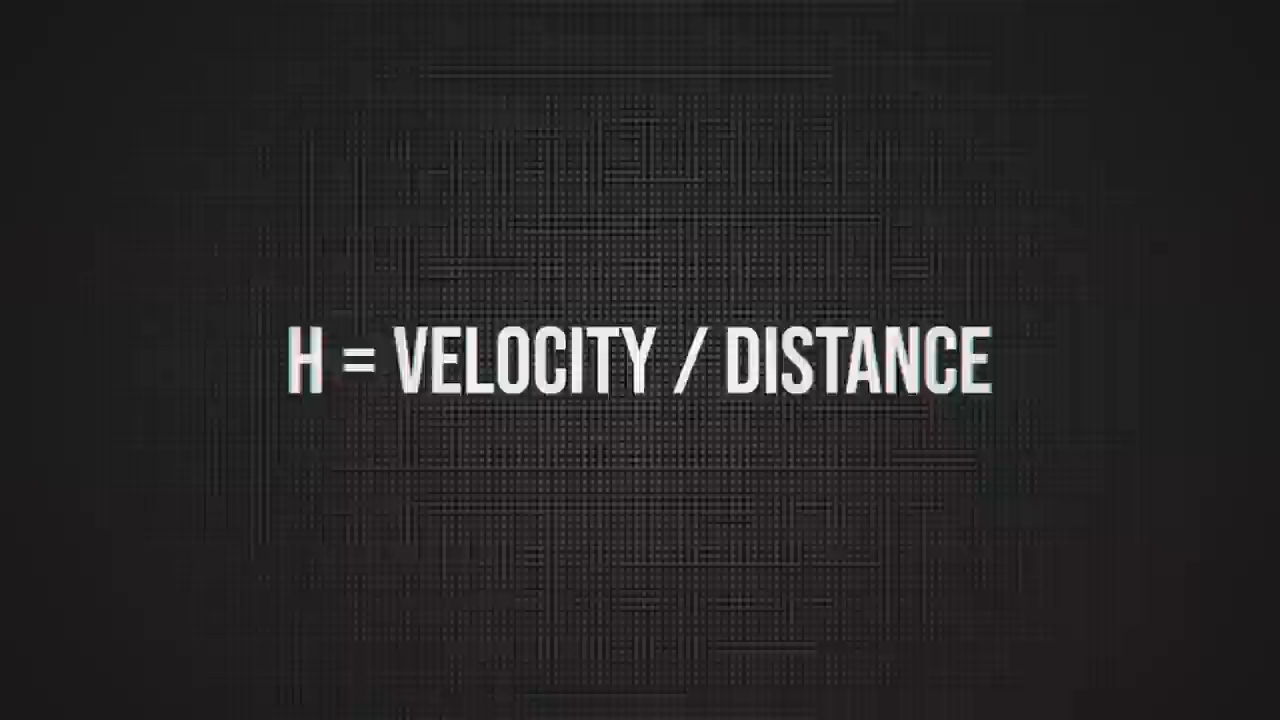 H = VELOCITY / DISTANCE